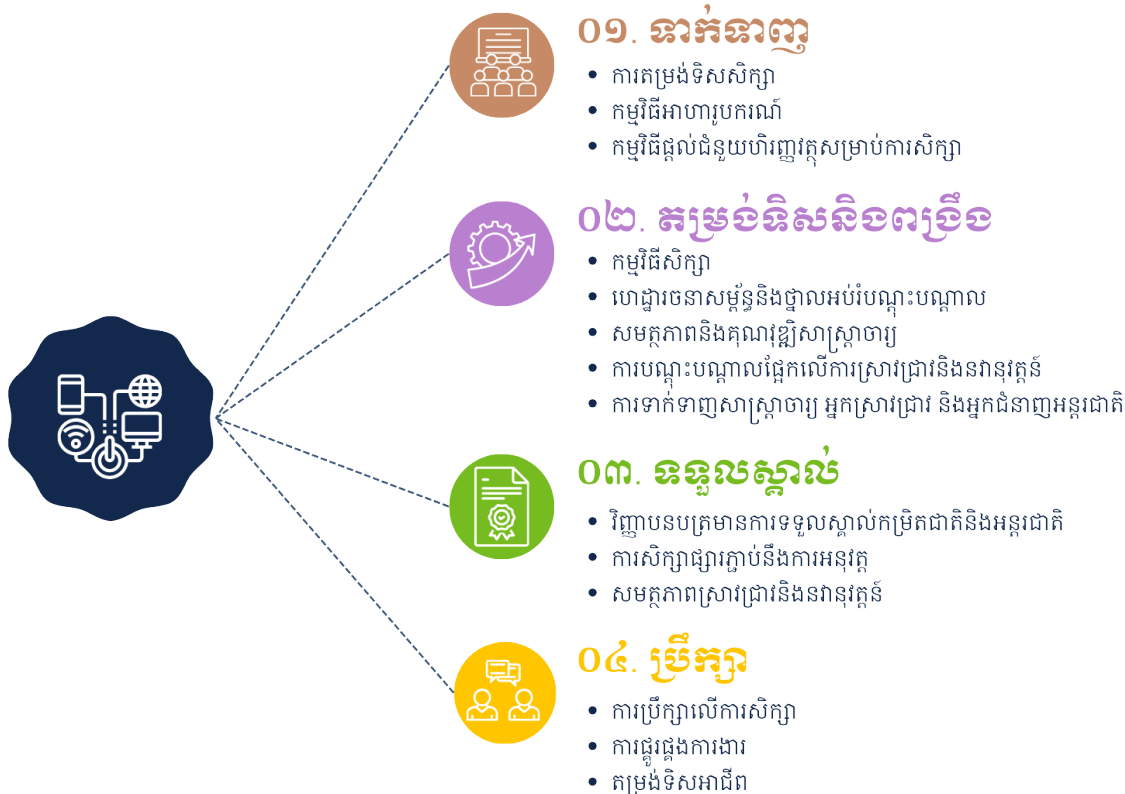 ០១. ទាក់ទាញ
• ការតម្រង់ទិសសិក្សា
• កម្មវិធីអាហារូបករណ៍
• កម្មវិធីផ្តល់ជំនួយហិរញ្ញវត្ថុសម្រាប់ការសិក្សា
០២. តម្រង់ទិសនិងពង្រឹង
• កម្មវិធីសិក្សា
• ហេដ្ឋារចនាសម្ព័ន្ធនិងថ្នាលអប់រំបណ្តុះបណ្តាល
• សមត្ថភាពនិងគុណវុឌ្ឍិសាស្ត្រាចារ្យ
• ការបណ្តុះបណ្តាលផ្អែកលើការស្រាវជ្រាវនិងនវានុវត្តន៍
• ការទាក់ទាញសាស្ត្រាចារ្យ អ្នកស្រាវជ្រាវ និងអ្នកជំនាញអន្តរជាតិ
០៣. ទទួលស្គាល់
• វិញ្ញាបនបត្រមានការទទួលស្គាល់កម្រិតជាតិនិងអន្តរជាតិ
• ការសិក្សាផ្សារភ្ជាប់នឹងការអនុវត្ត
• សមត្ថភាពស្រាវជ្រាវនិងនវានុវត្តន៍
០៤. ប្រឹក្សា
• ការប្រឹក្សាលើការសិក្សា
• ការផ្គូរផ្គងការងារ
• តម្រង់ទិសអាជីព